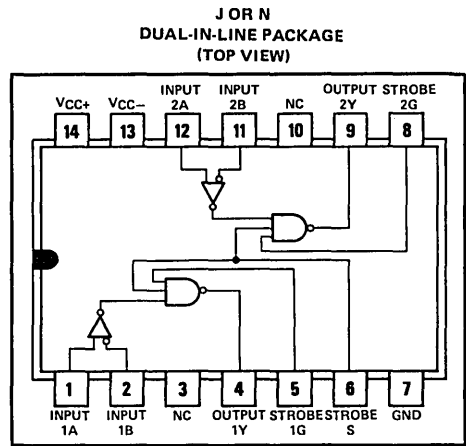 J OR N
DUAL-IN-LINE PACKAGE
(TOP VIEW)
VCC+ VCC− INPUT 2A INPUT 2B NC OUTPUT 2Y STROBE 2G
14 13 12 11 10 9 8
1 2 3 4 5 6 7
INPUT 1A INPUT 1B NC OUTPUT 1Y STROBE 1G STROBE S GND